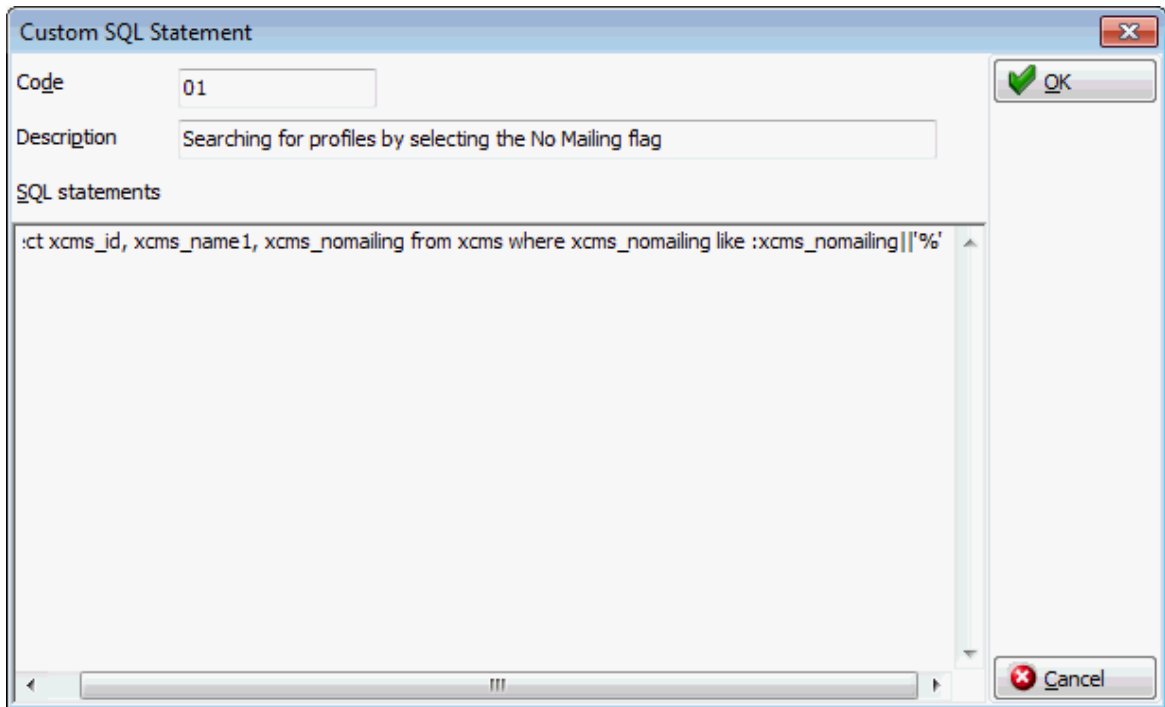 Custom SQL Statement
Code
01
OK
Description
Searching for profiles by selecting the No Mailing flag
SQL statements
:ct xcms_id, xcms_name1, xcms_nomailing from xcms where xcms_nomailing like :xcms_nomailing||'%'
Cancel